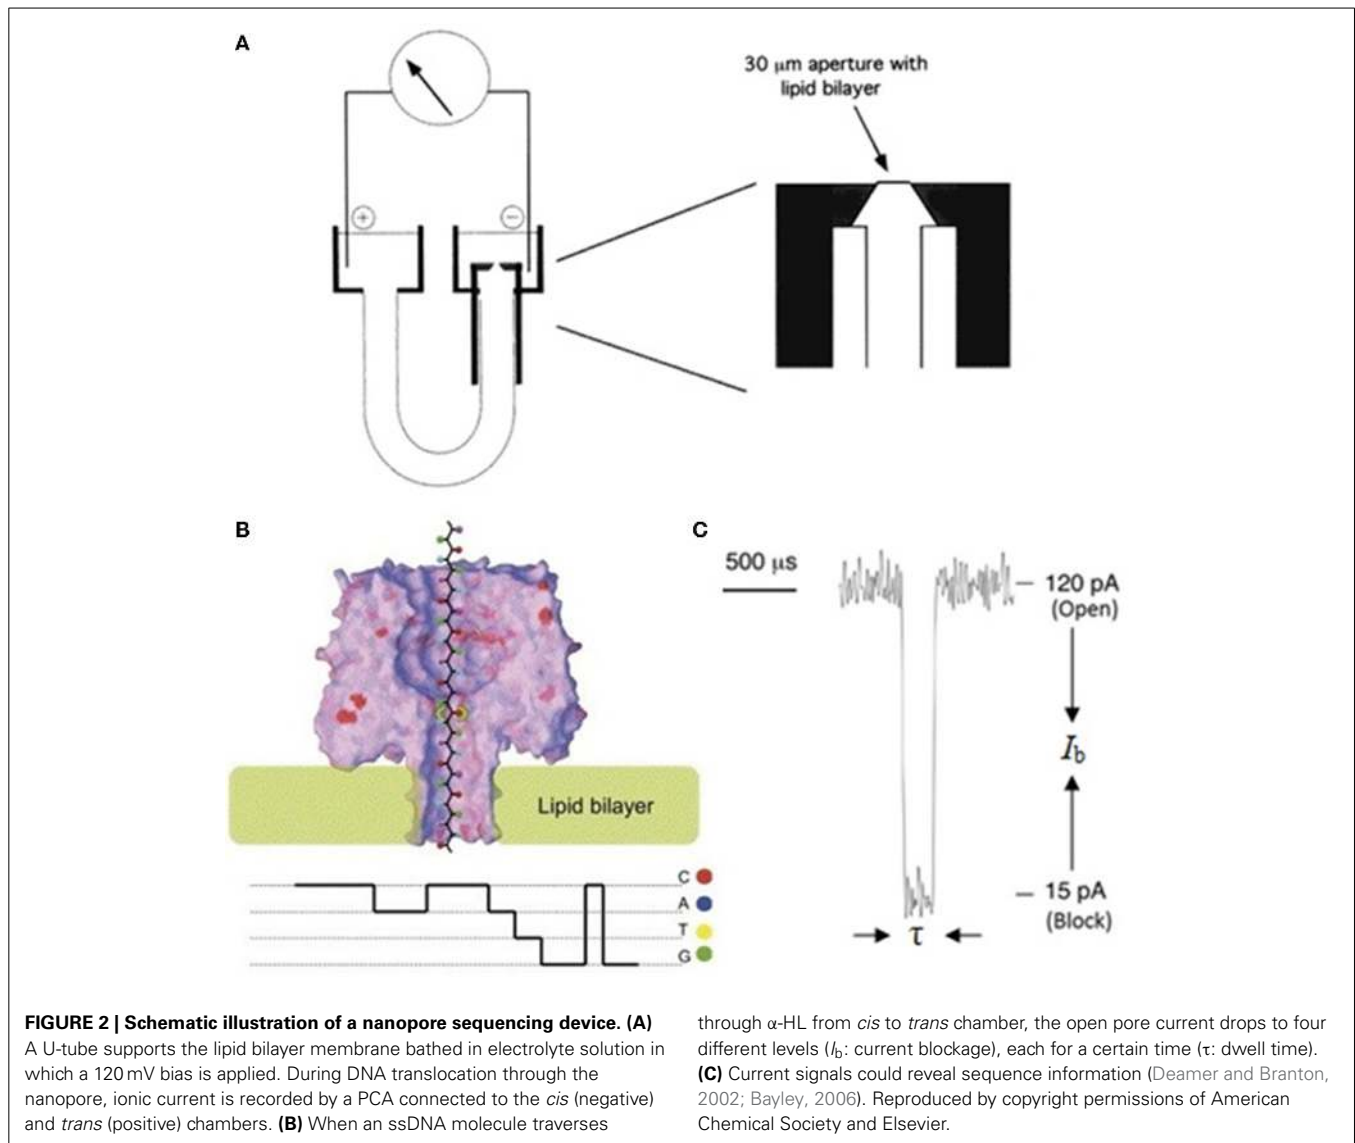 A
30 μm aperture with
lipid bilayer
+
−
B
Lipid bilayer
C
A
T
G
C
500 μs
120 pA
(Open)
Ib
15 pA
(Block)
τ
FIGURE 2 | Schematic illustration of a nanopore sequencing device. (A)
A U-tube supports the lipid bilayer membrane bathed in electrolyte solution in
which a 120 mV bias is applied. During DNA translocation through the
nanopore, ionic current is recorded by a PCA connected to the cis (negative)
and trans (positive) chambers. (B) When an ssDNA molecule traverses
through α-HL from cis to trans chamber, the open pore current drops to four
different levels (Ib: current blockage), each for a certain time (τ: dwell time).
(C) Current signals could reveal sequence information (Deamer and Branton,
2002; Bayley, 2006). Reproduced by copyright permissions of American
Chemical Society and Elsevier.